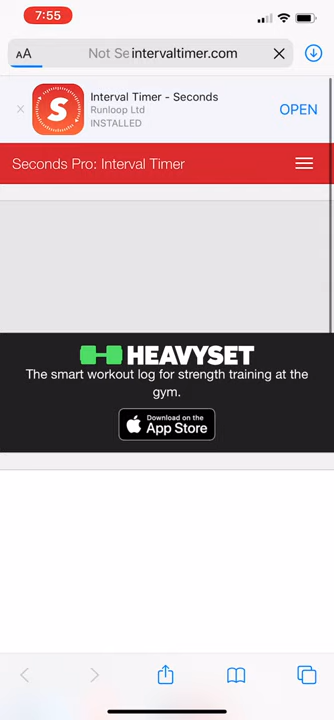 7:55
AA Not Se intervaltimer.com
Interval Timer - Seconds
Runloop Ltd
INSTALLED
OPEN
S
Seconds Pro: Interval Timer
HEAVYSET
The smart workout log for strength training at the
gym.
Download on the
App Store